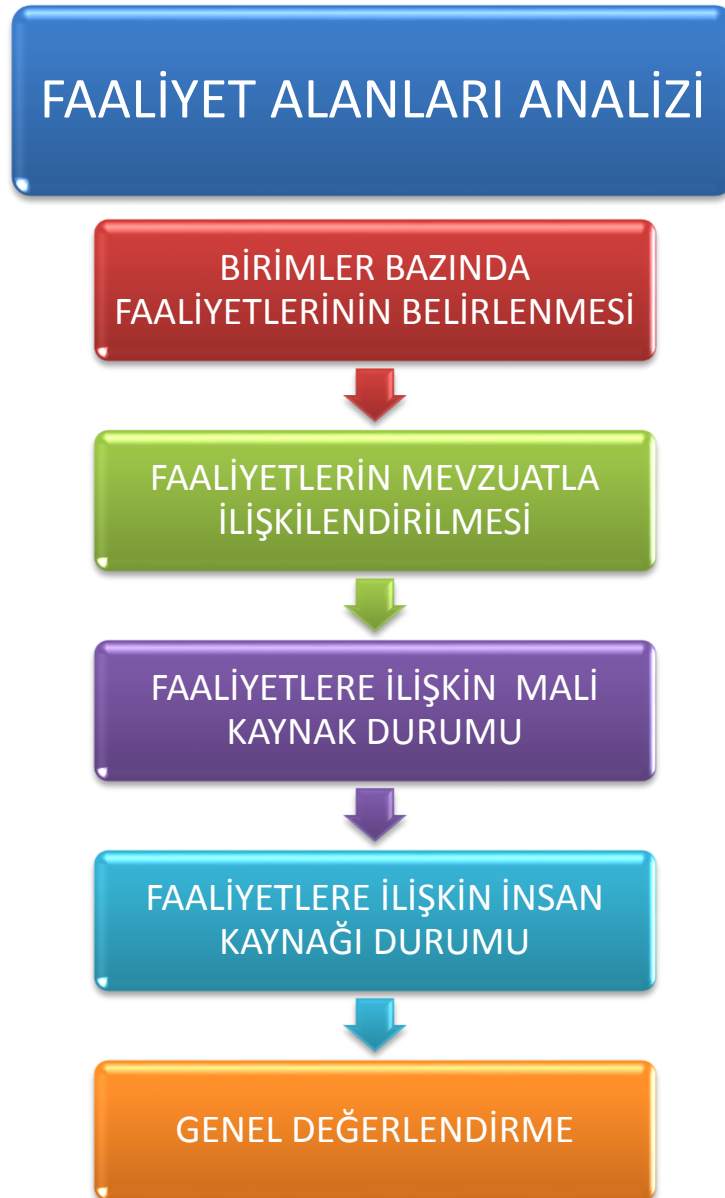 FAALİYET ALANLARI ANALİZİ
BİRİMLER BAZINDA
FAALİYETLERİNİN BELİRLENMESİ
FAALİYETLERİN MEVZUATLA
İLİŞKİLENDİRİLMESİ
FAALİYETLERE İLİŞKİN MALİ
KAYNAK DURUMU
FAALİYETLERE İLİŞKİN İNSAN
KAYNAĞI DURUMU
GENEL DEĞERLENDİRME